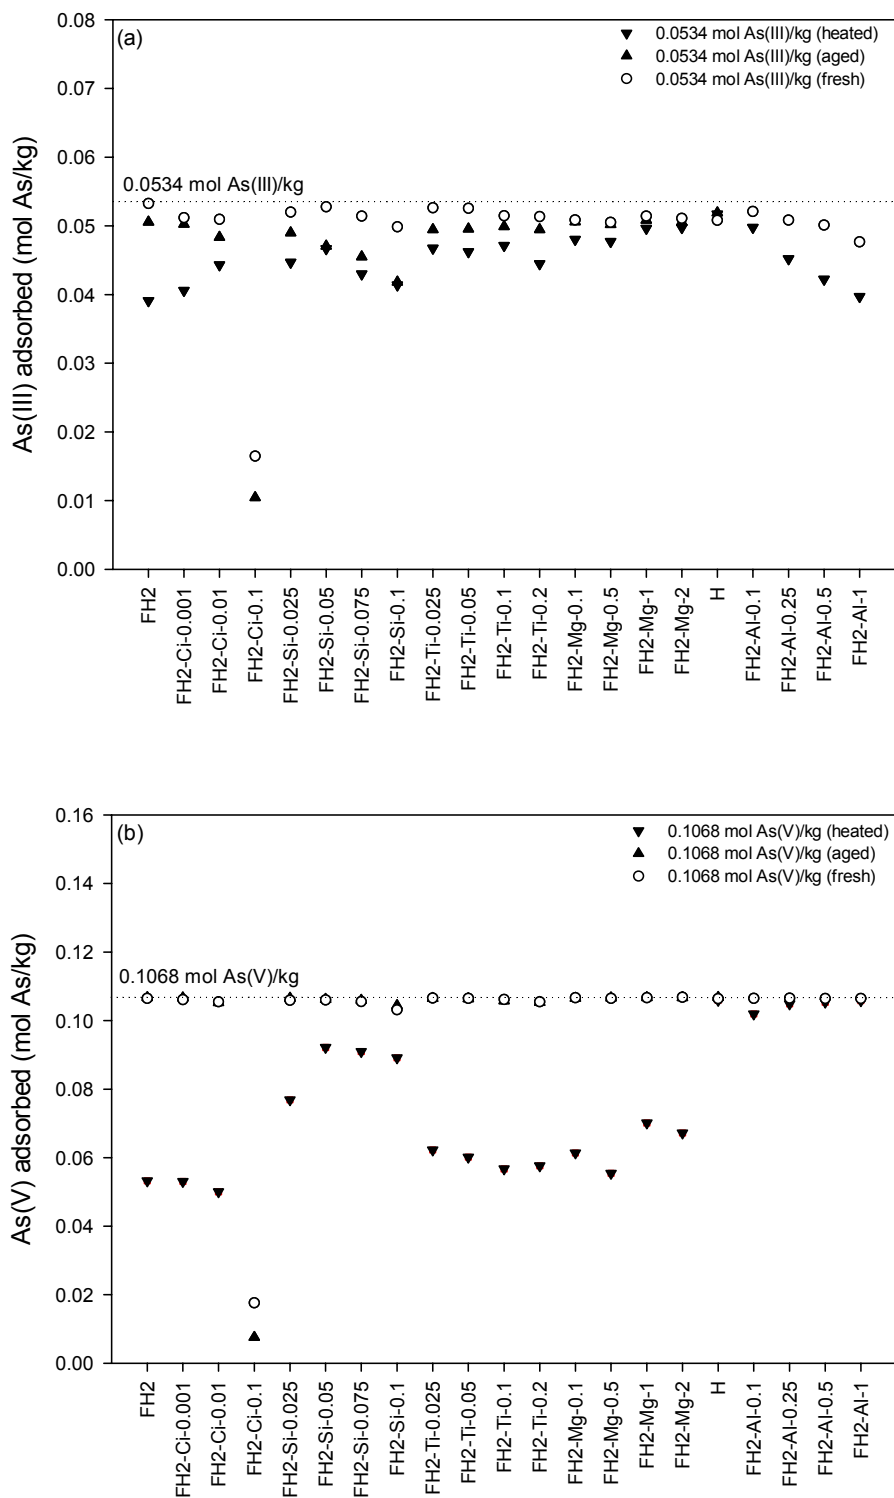 (a)
0.0534 mol As(III)/kg (heated)
0.0534 mol As(III)/kg (aged)
0.0534 mol As(III)/kg (fresh)
0.08
0.07
0.06
0.05
0.04
0.03
0.02
0.01
0.00
As(III) adsorbed (mol As/kg)
0.0534 mol As(III)/kg
FH2
FH2-Ci-0.001
FH2-Ci-0.01
FH2-Ci-0.1
FH2-Si-0.025
FH2-Si-0.05
FH2-Si-0.075
FH2-Si-0.1
FH2-Ti-0.025
FH2-Ti-0.05
FH2-Ti-0.1
FH2-Ti-0.2
FH2-Mg-0.1
FH2-Mg-0.5
FH2-Mg-1
FH2-Mg-2
H
FH2-Al-0.1
FH2-Al-0.25
FH2-Al-0.5
FH2-Al-1
(b)
0.1068 mol As(V)/kg (heated)
0.1068 mol As(V)/kg (aged)
0.1068 mol As(V)/kg (fresh)
0.16
0.14
0.12
0.10
0.08
0.06
0.04
0.02
0.00
As(V) adsorbed (mol As/kg)
0.1068 mol As(V)/kg
FH2
FH2-Ci-0.001
FH2-Ci-0.01
FH2-Ci-0.1
FH2-Si-0.025
FH2-Si-0.05
FH2-Si-0.075
FH2-Si-0.1
FH2-Ti-0.025
FH2-Ti-0.05
FH2-Ti-0.1
FH2-Ti-0.2
FH2-Mg-0.1
FH2-Mg-0.5
FH2-Mg-1
FH2-Mg-2
H
FH2-Al-0.1
FH2-Al-0.25
FH2-Al-0.5
FH2-Al-1